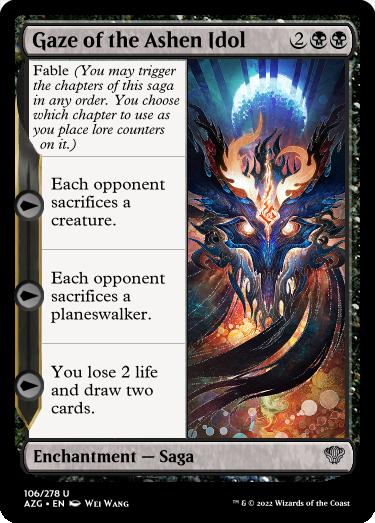 Gaze of the Ashen Idol 2
Fable (You may trigger
the chapters of this saga
in any order. You choose
which chapter to use as
you place lore counters
on it.)
Each opponent
sacrifices a
creature.
Each opponent
sacrifices a
planeswalker.
You lose 2 life
and draw two
cards.
Enchantment — Saga
106/278 U
AZG • EN Wei Wang
™ & © 2022 Wizards of the Coast